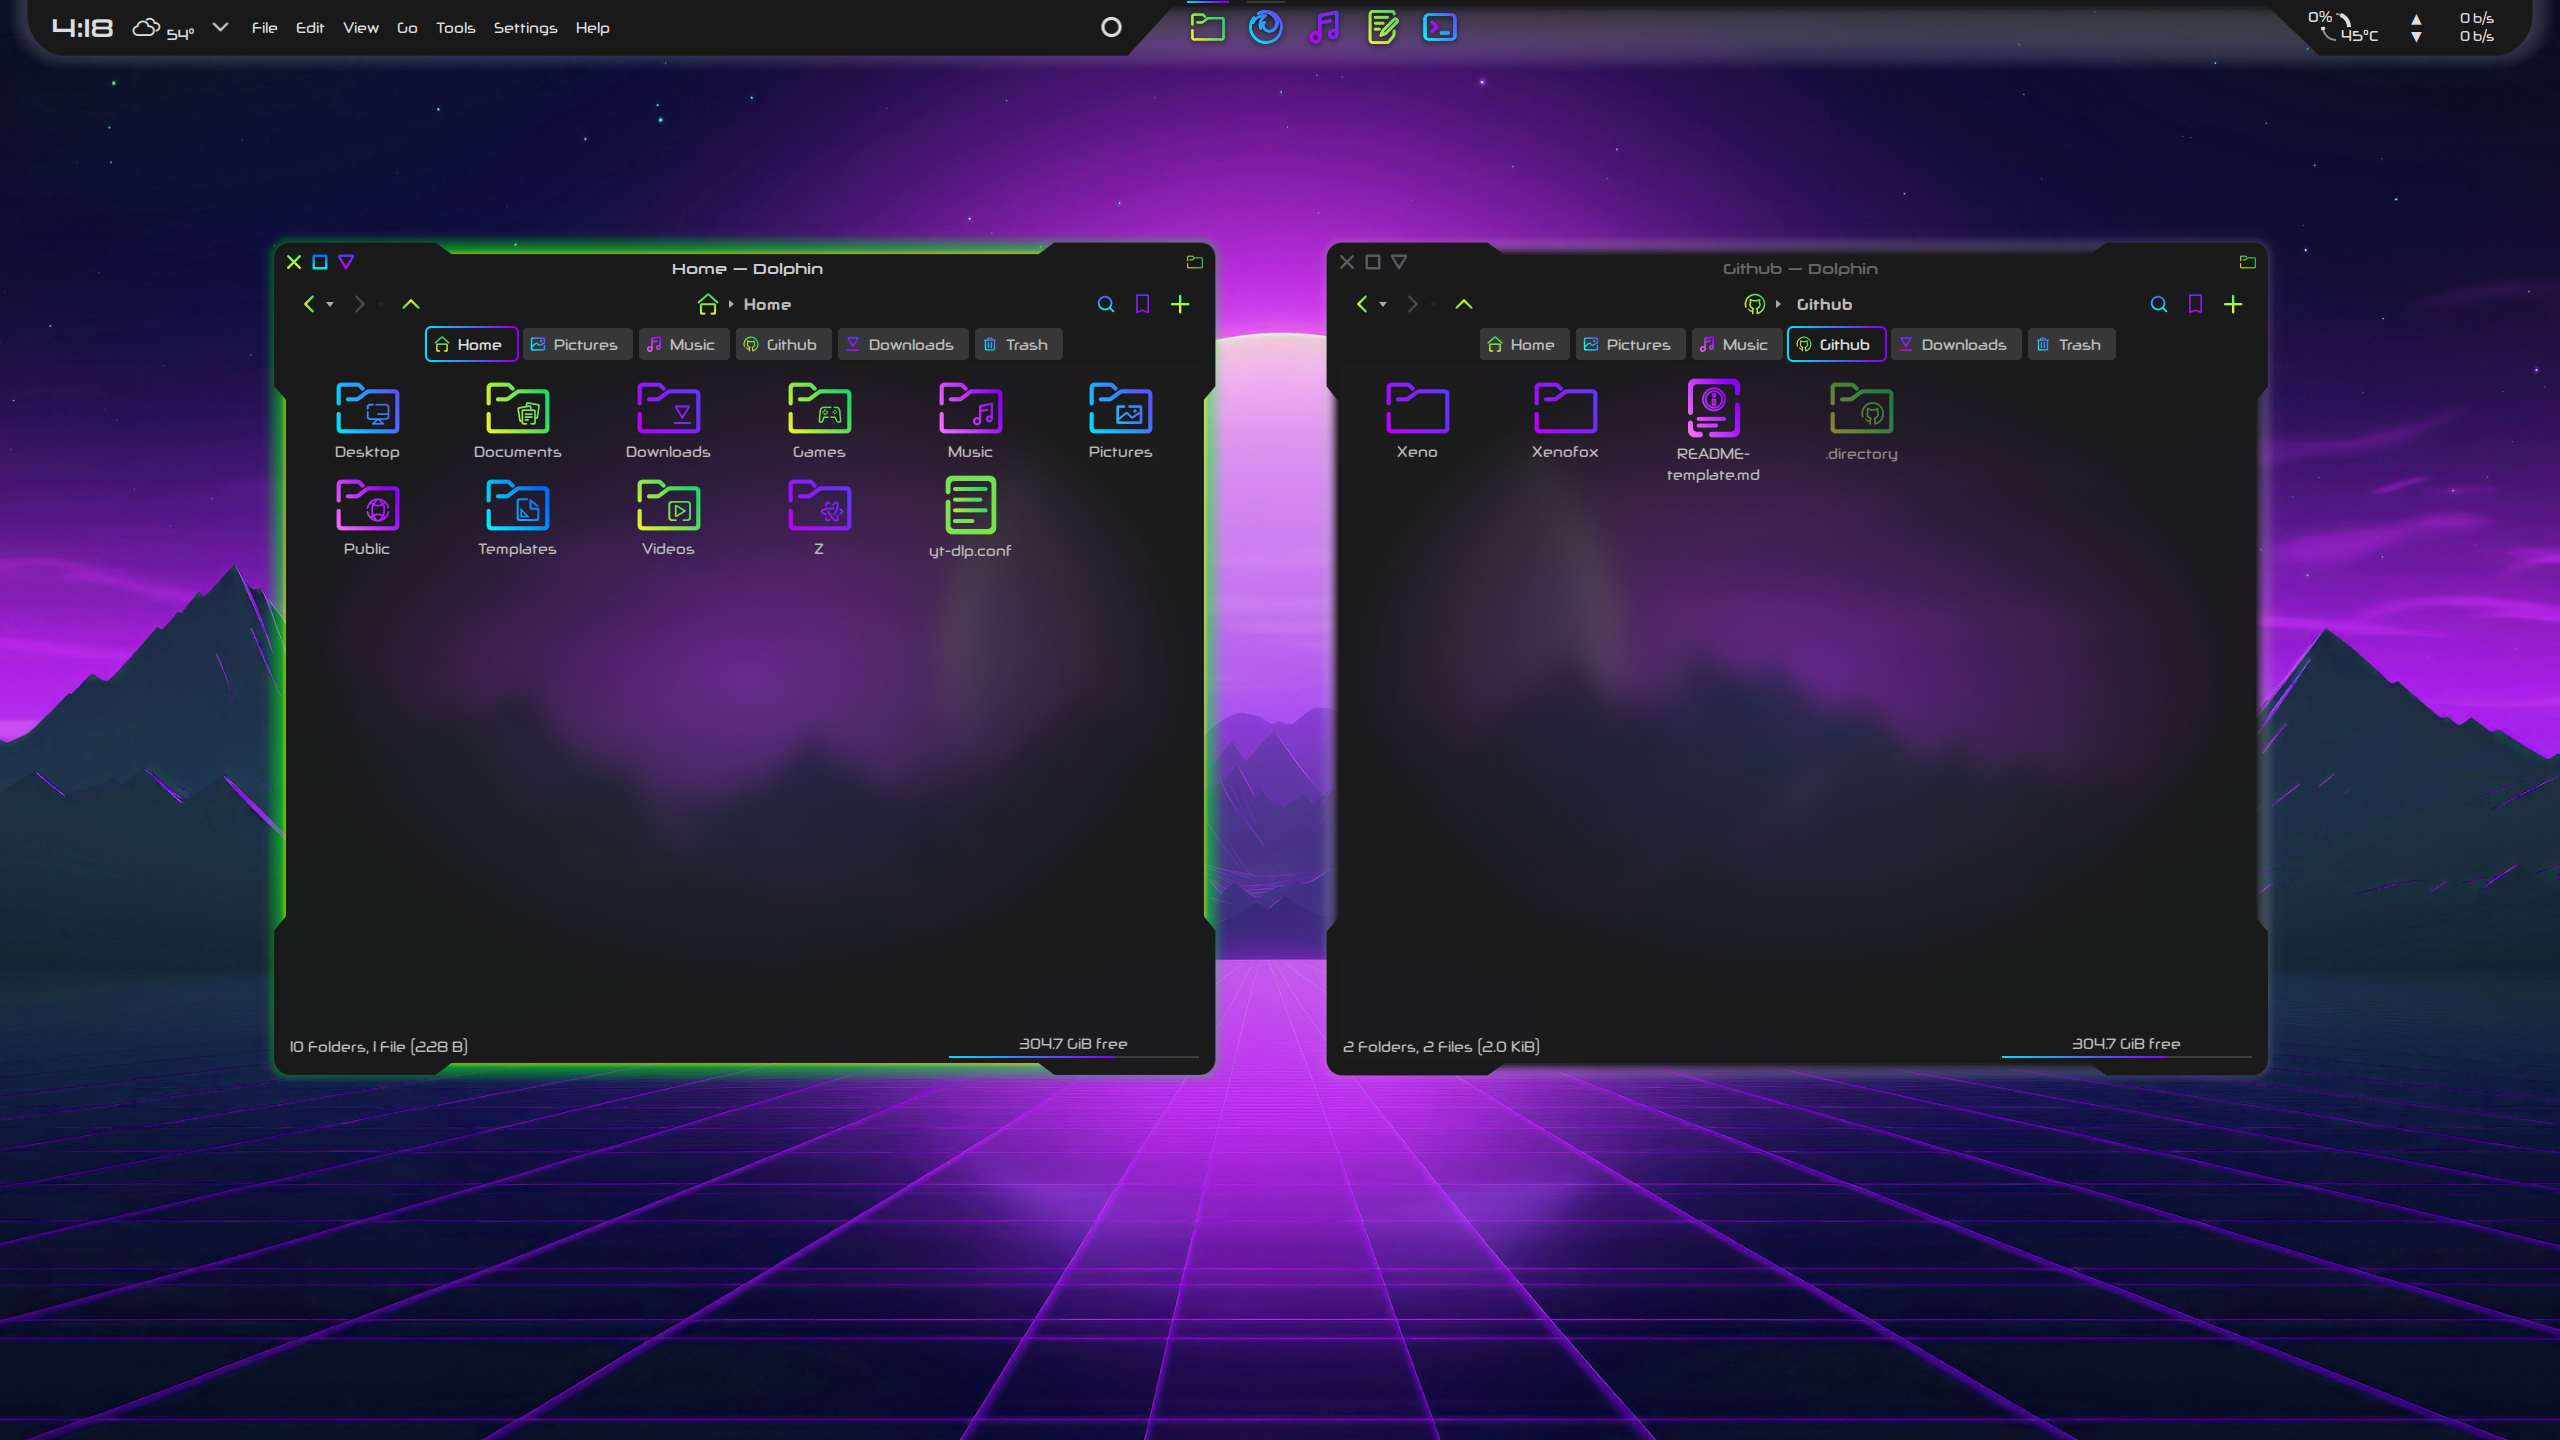 4:18 54° File Edit View Go Tools Settings Help
0% 45°C ▲ 0 b/s
▼ 0 b/s
Home — Dolphin
Home
Home Pictures Music Github Downloads Trash
Desktop Documents Downloads Games Music Pictures
Public Templates Videos Z yt-dlp.conf
10 Folders, 1 File (228 B) 304.7 GiB free
Github — Dolphin
Github
Home Pictures Music Github Downloads Trash
Xeno Xenofox README-template.md .directory
2 Folders, 2 Files (2.0 KiB) 304.7 GiB free